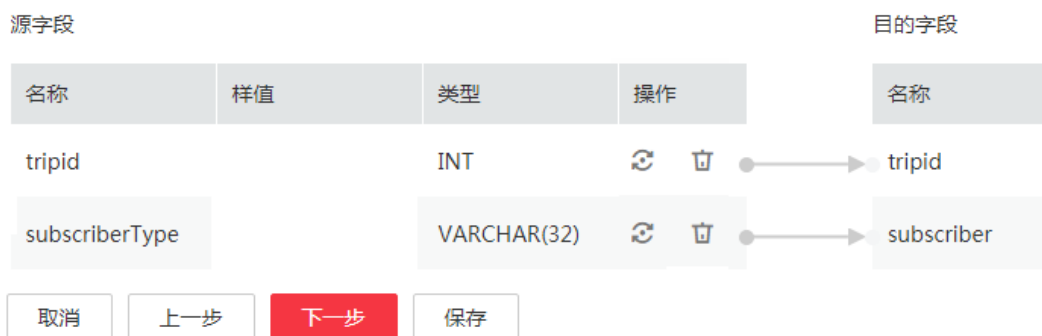 源字段 目的字段
名称 样值 类型 操作 名称
tripid INT tripid
subscriberType VARCHAR(32) subscriber
取消 上一步 下一步 保存